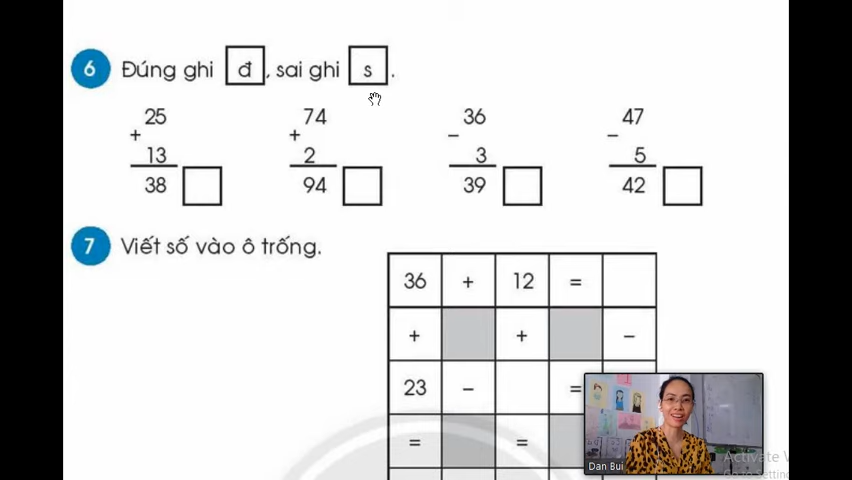 6 Đúng ghi đ, sai ghi s.
25 74 36 47
+ + − −
13 2 3 5
38 94 39 42
7 Viết số vào ô trống.
36 + 12 =
+ + −
23 − =
= =
Dan Bui
Activate